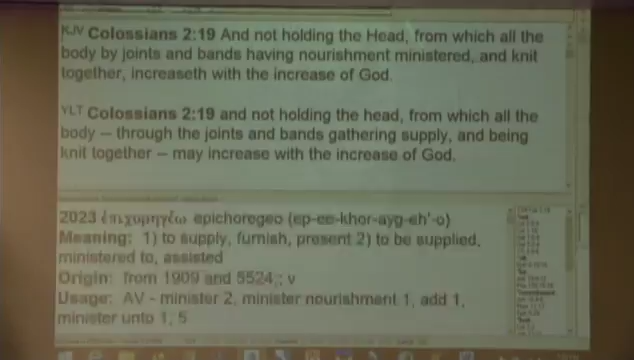 KJV Colossians 2:19 And not holding the Head, from which all the
body by joints and bands having nourishment ministered, and knit
together, increaseth with the increase of God.
YLT Colossians 2:19 and not holding the head, from which all the
body — through the joints and bands gathering supply, and being
knit together — may increase with the increase of God.
2023 ἐπιχορηγέω epichoregeo (ep-ee-khor-ayg-eh'-o)
Meaning: 1) to supply, furnish, present 2) to be supplied,
ministered to, assisted
Origin: from 1909 and 5524,; v
Usage: AV - minister 2, minister nourishment 1, add 1,
minister unto 1; 5